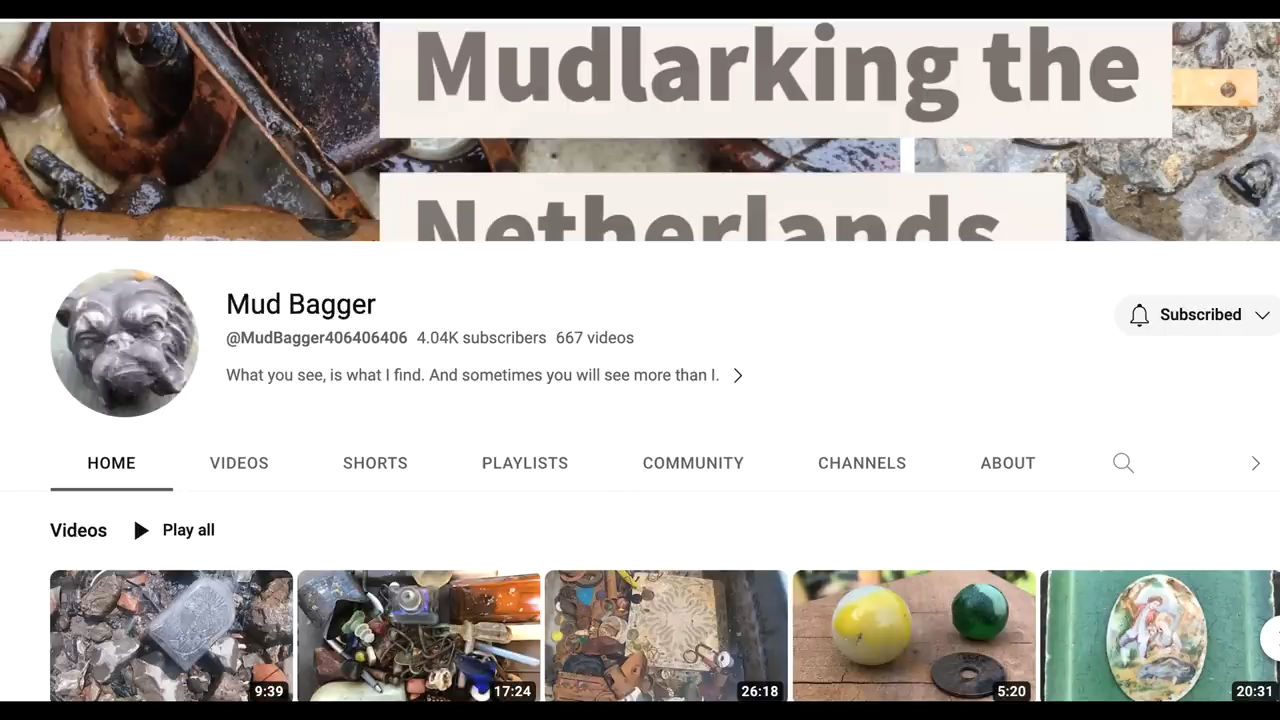 Mudlarking the
Netherlands
Mud Bagger
@MudBagger406406406 4.04K subscribers 667 videos
Subscribed
What you see, is what I find. And sometimes you will see more than I.
HOME VIDEOS SHORTS PLAYLISTS COMMUNITY CHANNELS ABOUT
Videos Play all
9:39 17:24 26:18 5:20 20:31